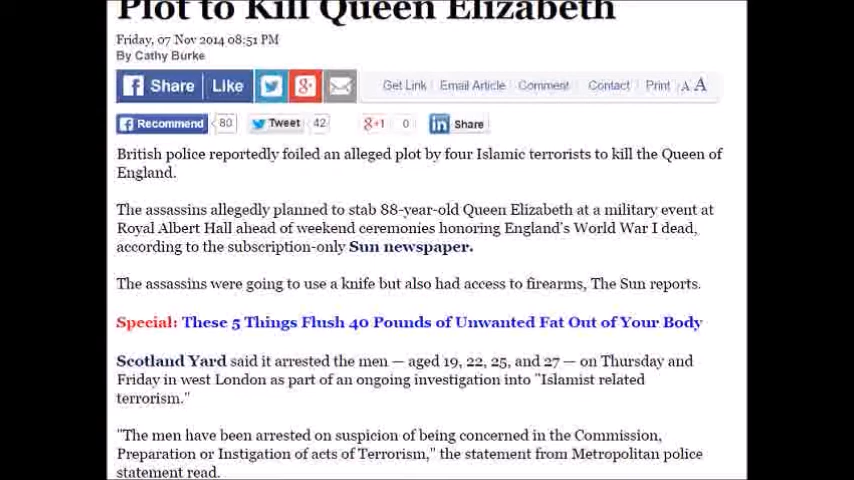 Plot to Kill Queen Elizabeth
Friday, 07 Nov 2014 08:51 PM
By Cathy Burke
Share Like Get Link Email Article Comment Contact Print A A
Recommend 80 Tweet 42 +1 0 Share
British police reportedly foiled an alleged plot by four Islamic terrorists to kill the Queen of
England.
The assassins allegedly planned to stab 88-year-old Queen Elizabeth at a military event at
Royal Albert Hall ahead of weekend ceremonies honoring England's World War I dead,
according to the subscription-only Sun newspaper.
The assassins were going to use a knife but also had access to firearms, The Sun reports.
Special: These 5 Things Flush 40 Pounds of Unwanted Fat Out of Your Body
Scotland Yard said it arrested the men — aged 19, 22, 25, and 27 — on Thursday and
Friday in west London as part of an ongoing investigation into "Islamist related
terrorism."
"The men have been arrested on suspicion of being concerned in the Commission,
Preparation or Instigation of acts of Terrorism," the statement from Metropolitan police
statement read.